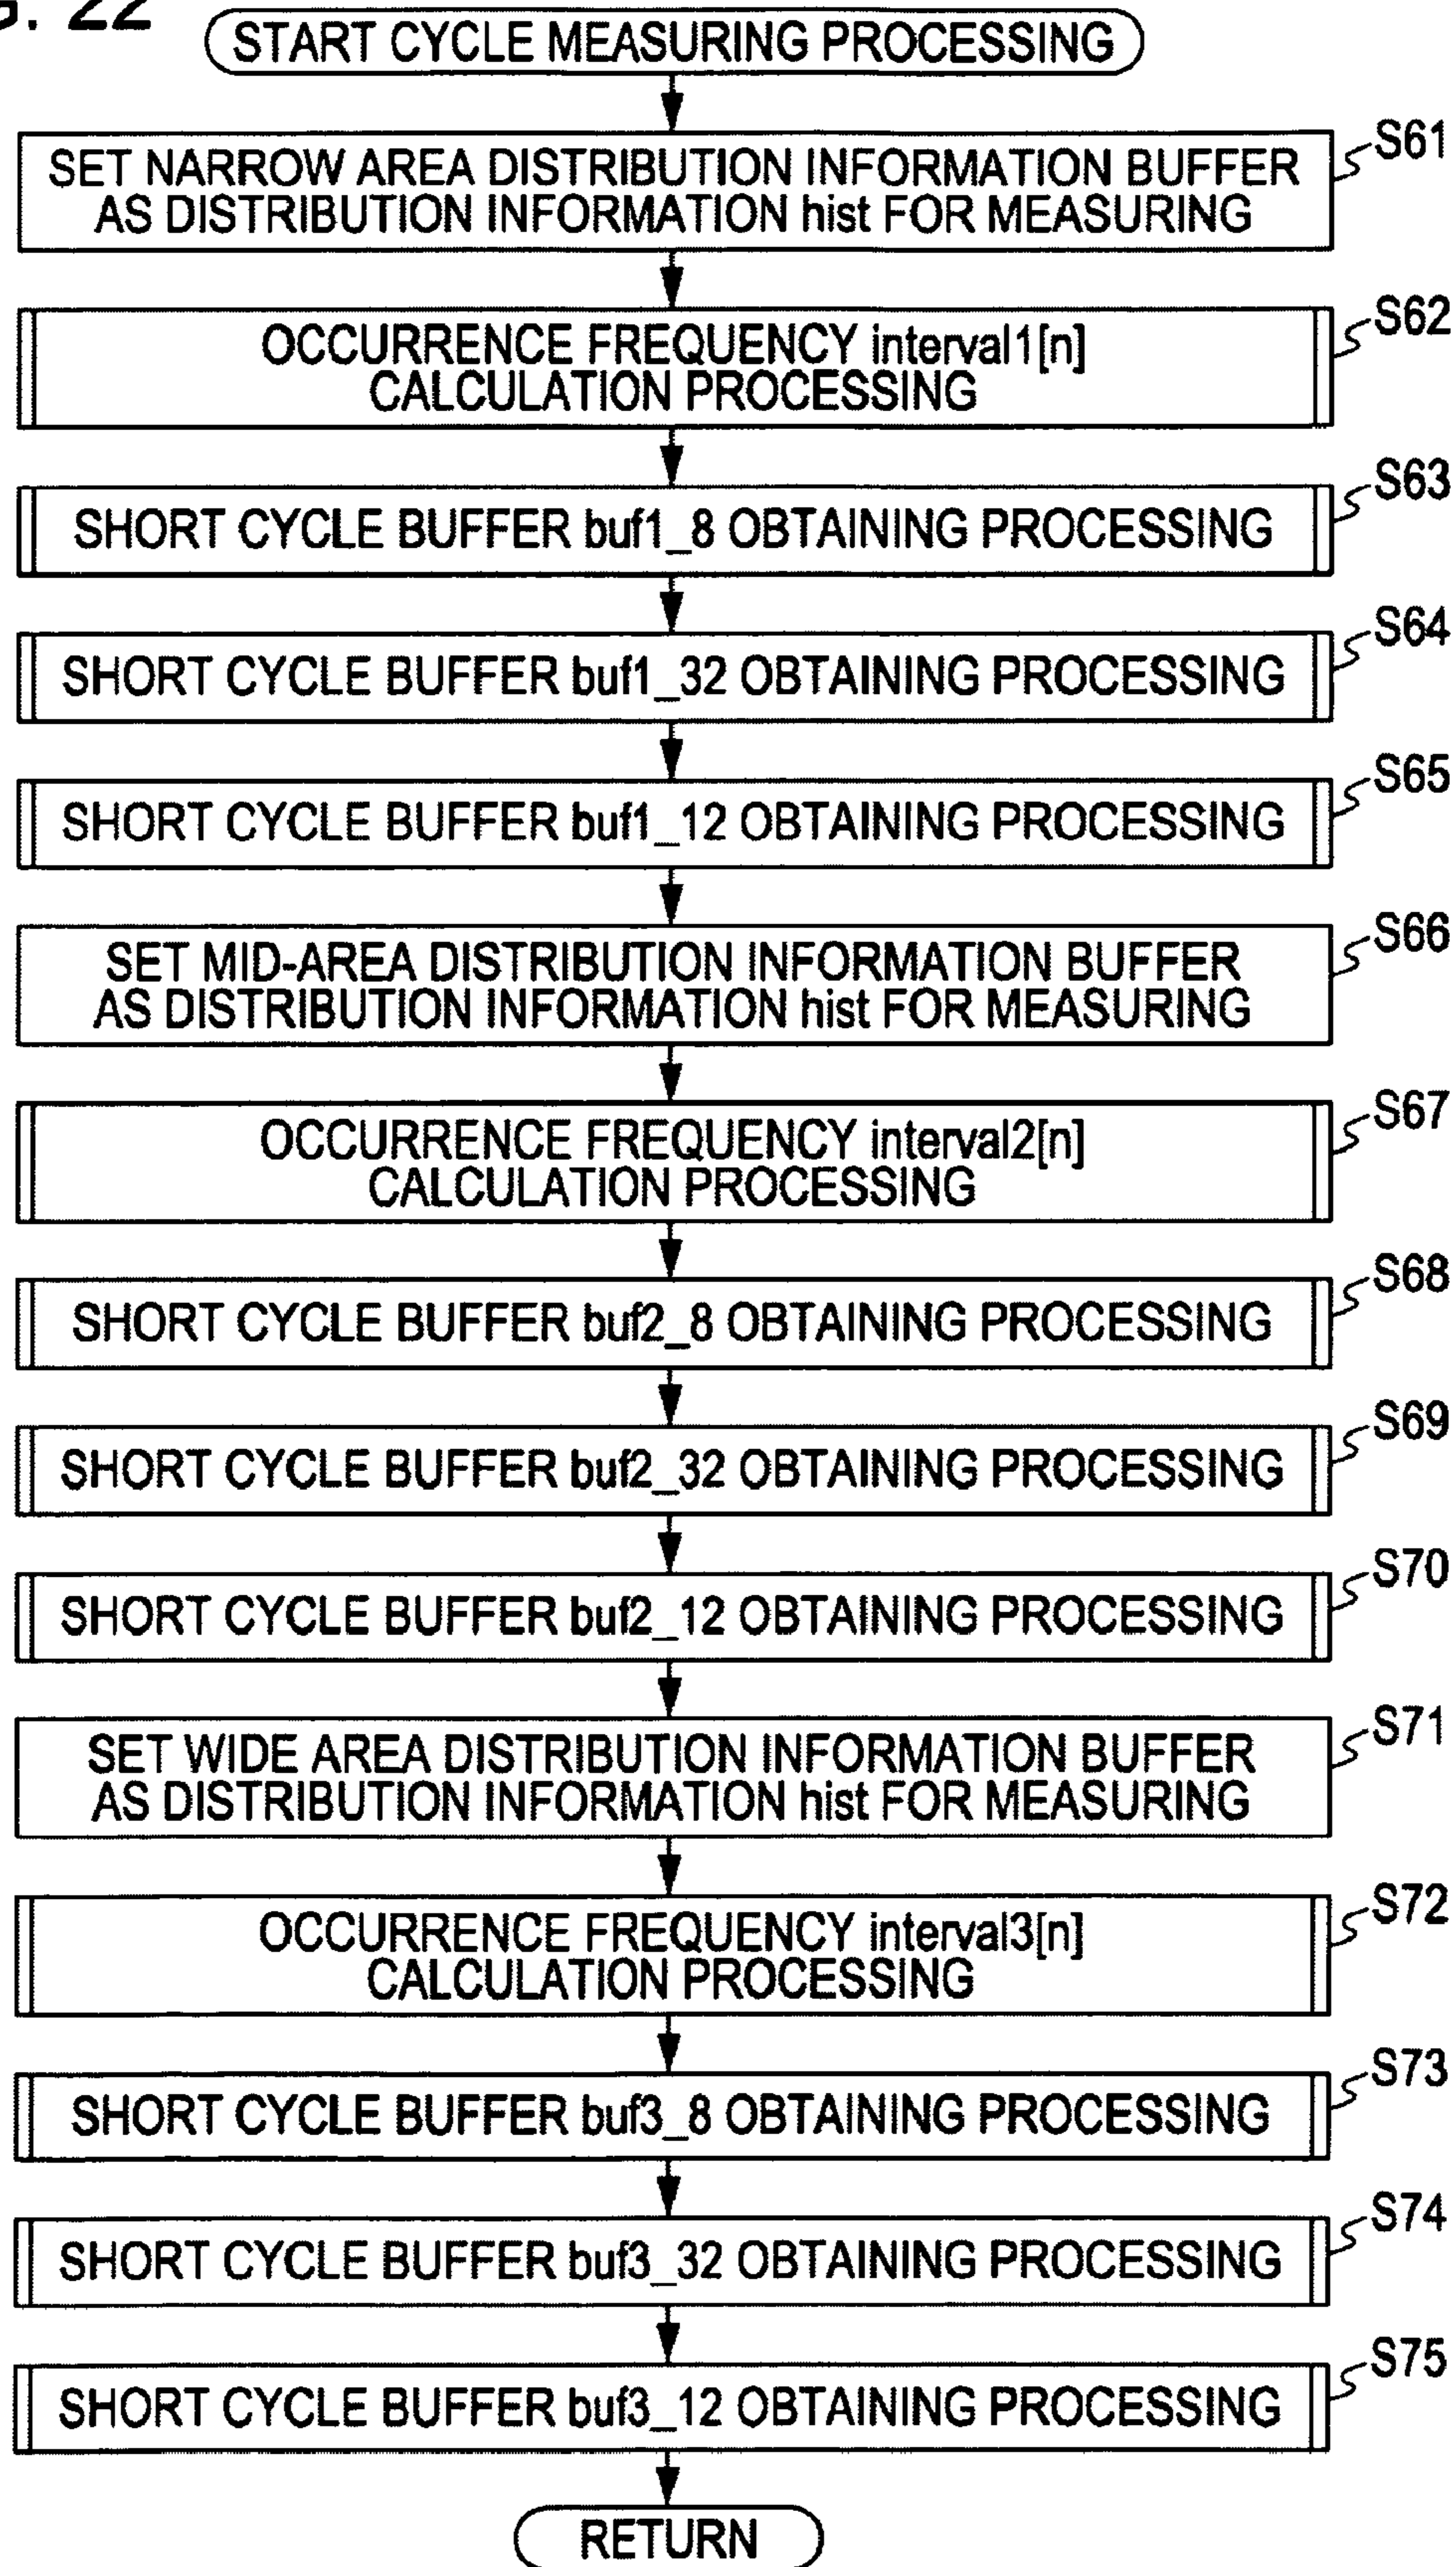 G. 22
START CYCLE MEASURING PROCESSING
S61
SET NARROW AREA DISTRIBUTION INFORMATION BUFFER
AS DISTRIBUTION INFORMATION hist FOR MEASURING
S62
OCCURRENCE FREQUENCY interval1[n]
CALCULATION PROCESSING
S63
SHORT CYCLE BUFFER buf1_8 OBTAINING PROCESSING
S64
SHORT CYCLE BUFFER buf1_32 OBTAINING PROCESSING
S65
SHORT CYCLE BUFFER buf1_12 OBTAINING PROCESSING
S66
SET MID-AREA DISTRIBUTION INFORMATION BUFFER
AS DISTRIBUTION INFORMATION hist FOR MEASURING
S67
OCCURRENCE FREQUENCY interval2[n]
CALCULATION PROCESSING
S68
SHORT CYCLE BUFFER buf2_8 OBTAINING PROCESSING
S69
SHORT CYCLE BUFFER buf2_32 OBTAINING PROCESSING
S70
SHORT CYCLE BUFFER buf2_12 OBTAINING PROCESSING
S71
SET WIDE AREA DISTRIBUTION INFORMATION BUFFER
AS DISTRIBUTION INFORMATION hist FOR MEASURING
S72
OCCURRENCE FREQUENCY interval3[n]
CALCULATION PROCESSING
S73
SHORT CYCLE BUFFER buf3_8 OBTAINING PROCESSING
S74
SHORT CYCLE BUFFER buf3_32 OBTAINING PROCESSING
S75
SHORT CYCLE BUFFER buf3_12 OBTAINING PROCESSING
RETURN